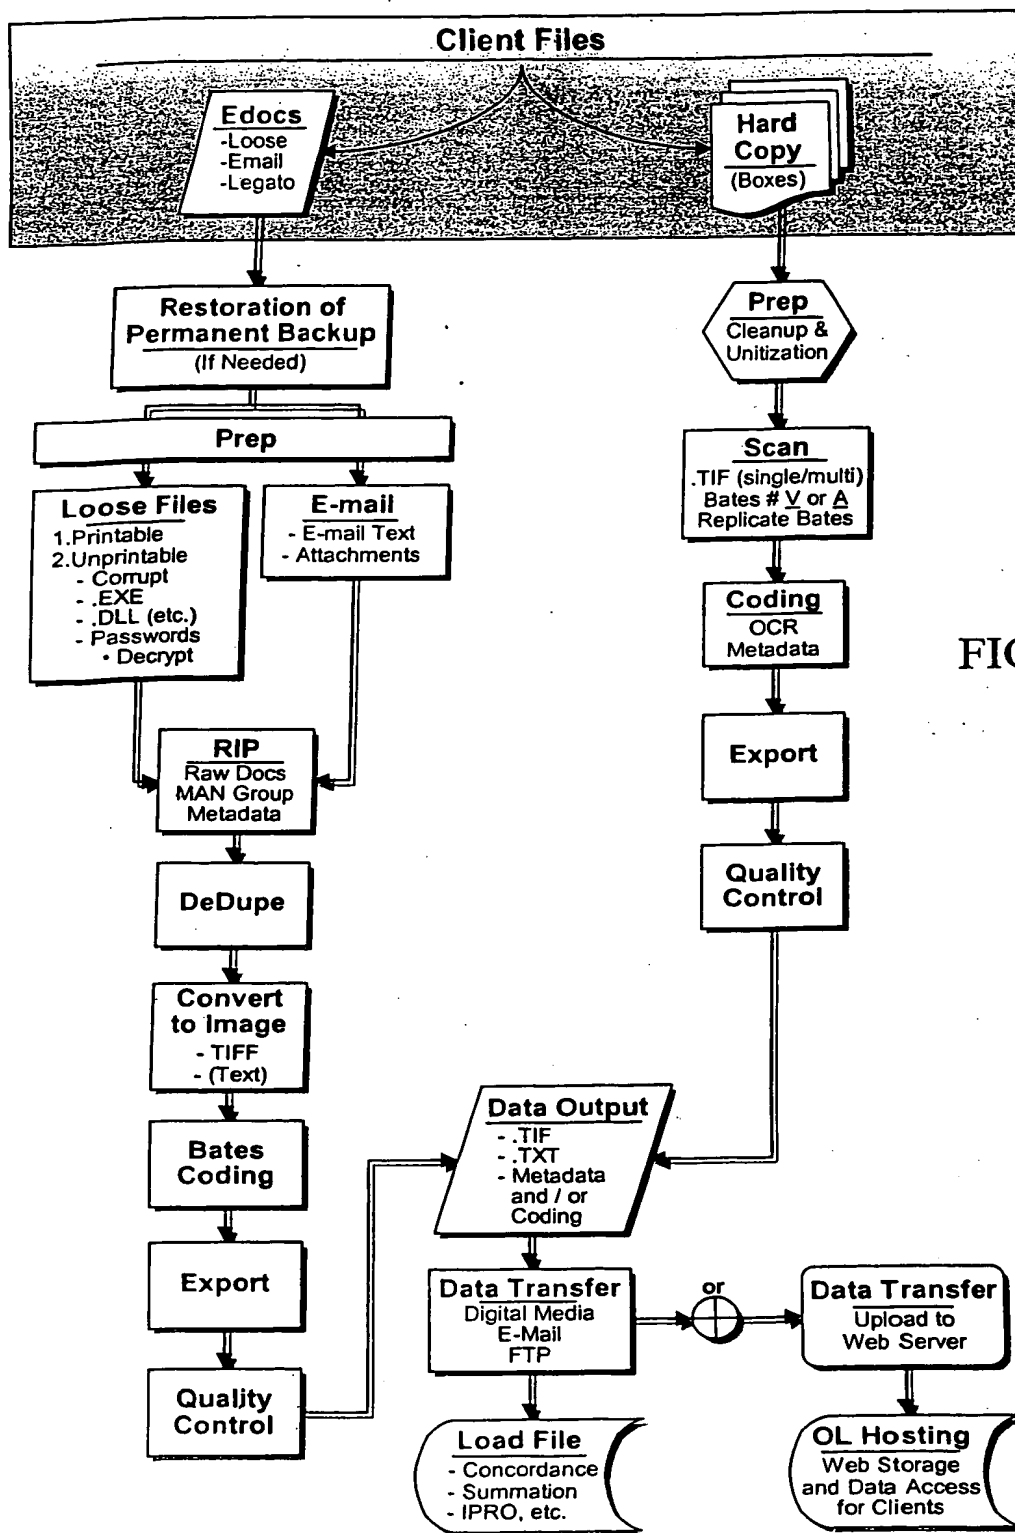 Client Files
Edocs
-Loose
-Email
-Legato
Hard
Copy
(Boxes)
Restoration of
Permanent Backup
(If Needed)
Prep
Loose Files
1.Printable
2.Unprintable
- Corrupt
- .EXE
- .DLL (etc.)
- Passwords
• Decrypt
E-mail
- E-mail Text
- Attachments
RIP
Raw Docs
MAN Group
Metadata
DeDupe
Convert
to Image
- TIFF
- (Text)
Bates
Coding
Export
Quality
Control
Prep
Cleanup &
Unitization
Scan
.TIF (single/multi)
Bates # V or A
Replicate Bates
Coding
OCR
Metadata
Export
Quality
Control
FIG
Data Output
- .TIF
- .TXT
- Metadata
and / or
Coding
Data Transfer
Digital Media
E-Mail
FTP
or
Data Transfer
Upload to
Web Server
Load File
- Concordance
- Summation
- IPRO, etc.
OL Hosting
Web Storage
and Data Access
for Clients